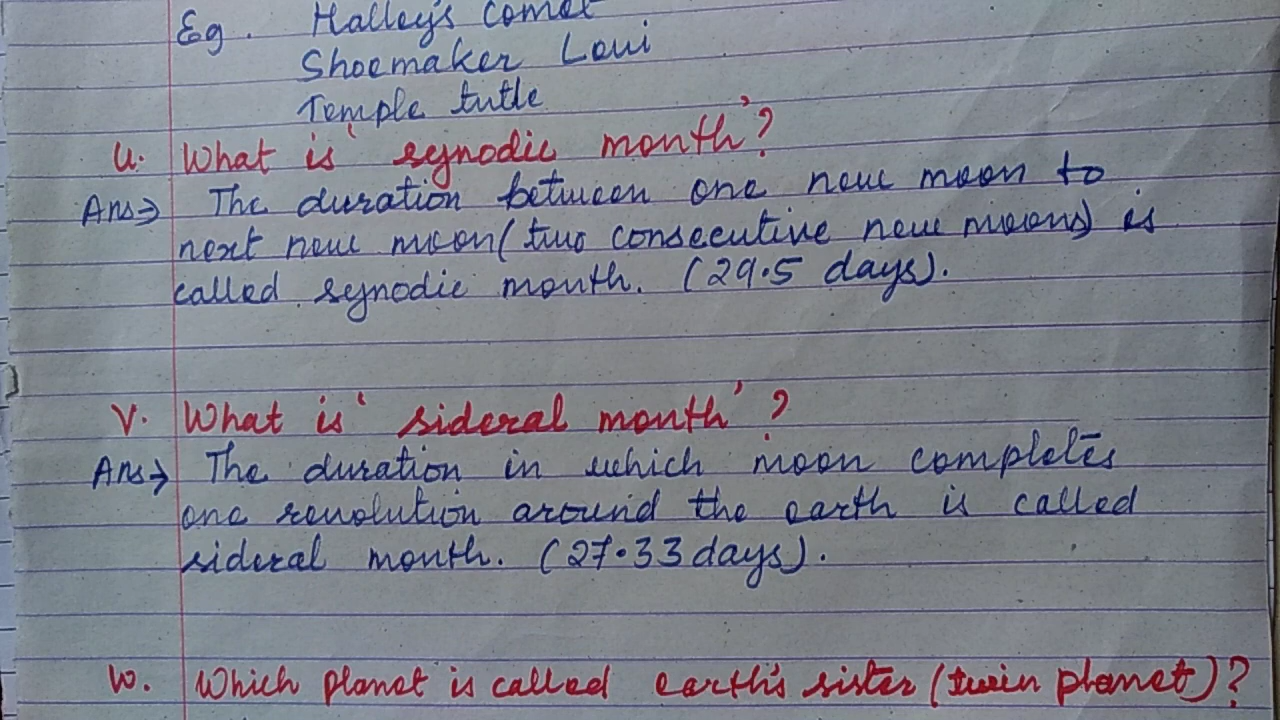 Eg. Halley's comet
Shoemaker Loui
Temple tutle
U. What is 'synodic month'?
Ans⇒ The duration between one new moon to
next new moon (two consecutive new moons) is
called synodic month. (29.5 days).
V. What is 'sideral month'?
Ans⇒ The duration in which moon completes
one revolution around the earth is called
sideral month. (27.33 days).
W. Which planet is called earth's sister (twin planet)?